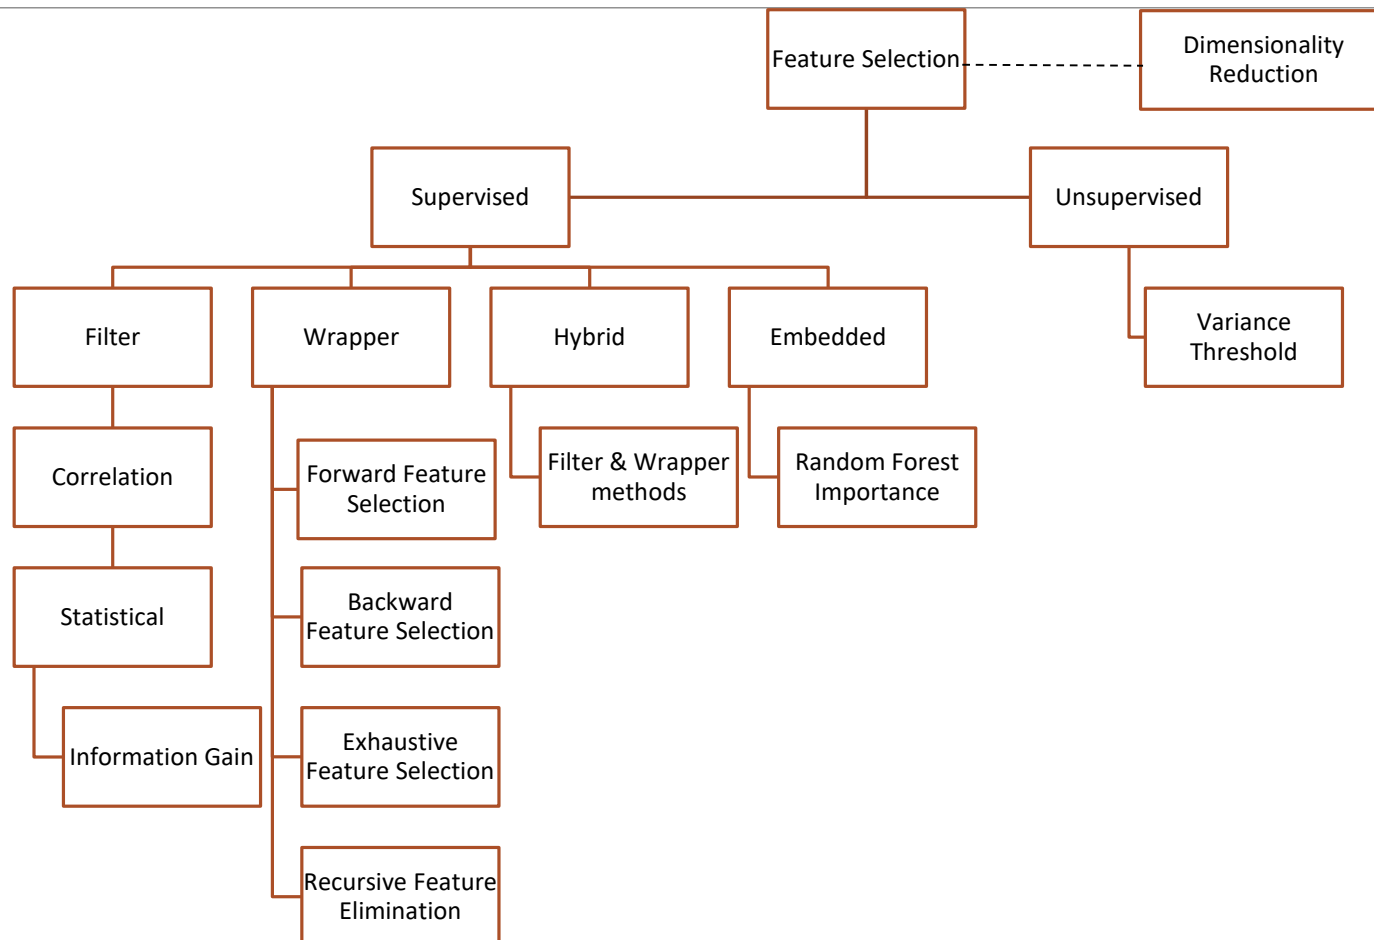 Feature Selection
Dimensionality
Reduction
Supervised
Unsupervised
Filter
Wrapper
Hybrid
Embedded
Variance
Threshold
Correlation
Forward Feature
Selection
Filter & Wrapper
methods
Random Forest
Importance
Statistical
Backward
Feature Selection
Information Gain
Exhaustive
Feature Selection
Recursive Feature
Elimination